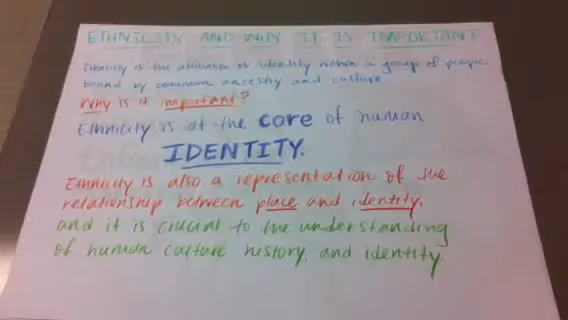 ETHNICITY AND WHY IT IS IMPORTANT
Ethnicity is the affiliation or identity within a group of people
bound by common ancestry and culture
Why is it important?
Ethnicity is at the core of human
IDENTITY.
Ethnicity is also a representation of the
relationship between place and identity,
and it is crucial to the understanding
of human culture history, and identity.